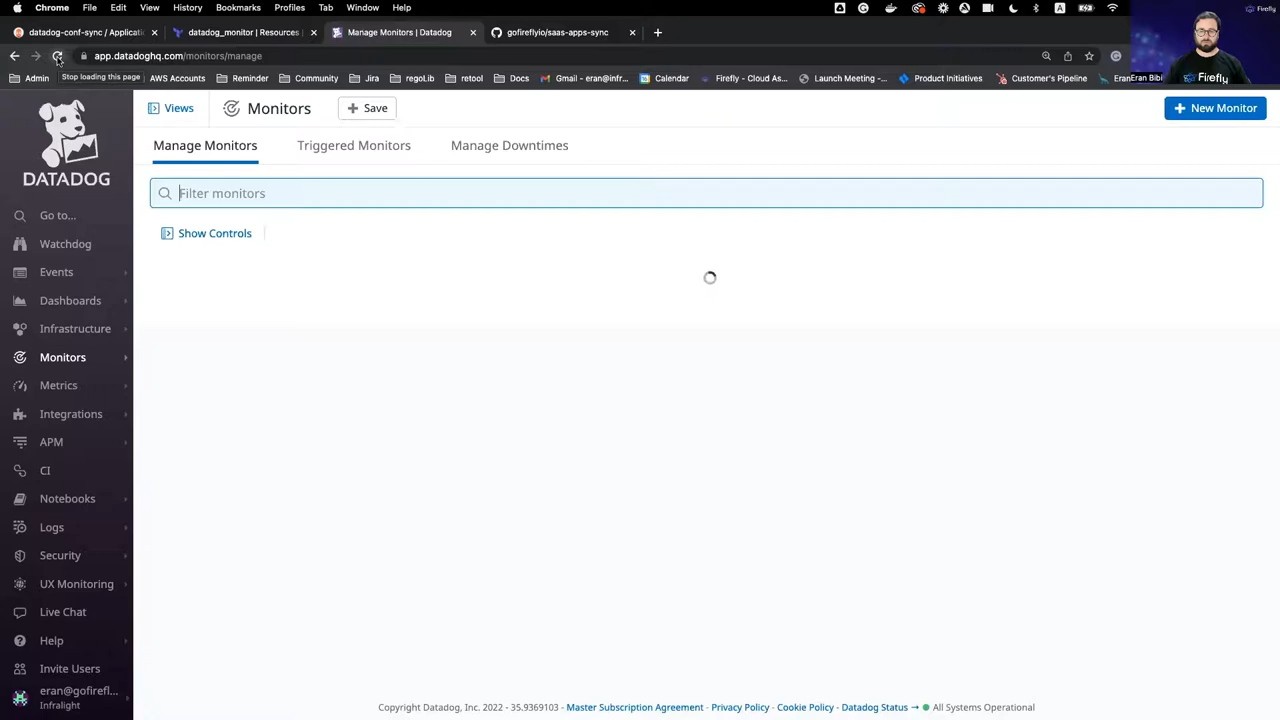 Chrome File Edit View History Bookmarks Profiles Tab Window Help
Firefly
datadog-conf-sync / Applicati
datadog_monitor | Resources |
Manage Monitors | Datadog
gofireflyio/saas-apps-sync
app.datadoghq.com/monitors/manage
Stop loading this page
Admin
AWS Accounts
Reminder
Community
regoLib
Jira
retool
Docs
Gmail - eran@infr...
Calendar
Firefly - Cloud Asse...
Launch Meeting -...
Product Initiatives
Customer's Pipeline
Eran Bibi
Firefly
DATADOG
Go to...
Watchdog
Events
Dashboards
Infrastructure
Monitors
Metrics
Integrations
APM
CI
Notebooks
Logs
Security
UX Monitoring
Live Chat
Help
Invite Users
eran@gofirefl...
Infralight
Views
Monitors
+ Save
+ New Monitor
Manage Monitors
Triggered Monitors
Manage Downtimes
Filter monitors
Show Controls
Copyright Datadog, Inc. 2022 - 35.9369103 - Master Subscription Agreement - Privacy Policy - Cookie Policy - Datadog Status → All Systems Operational